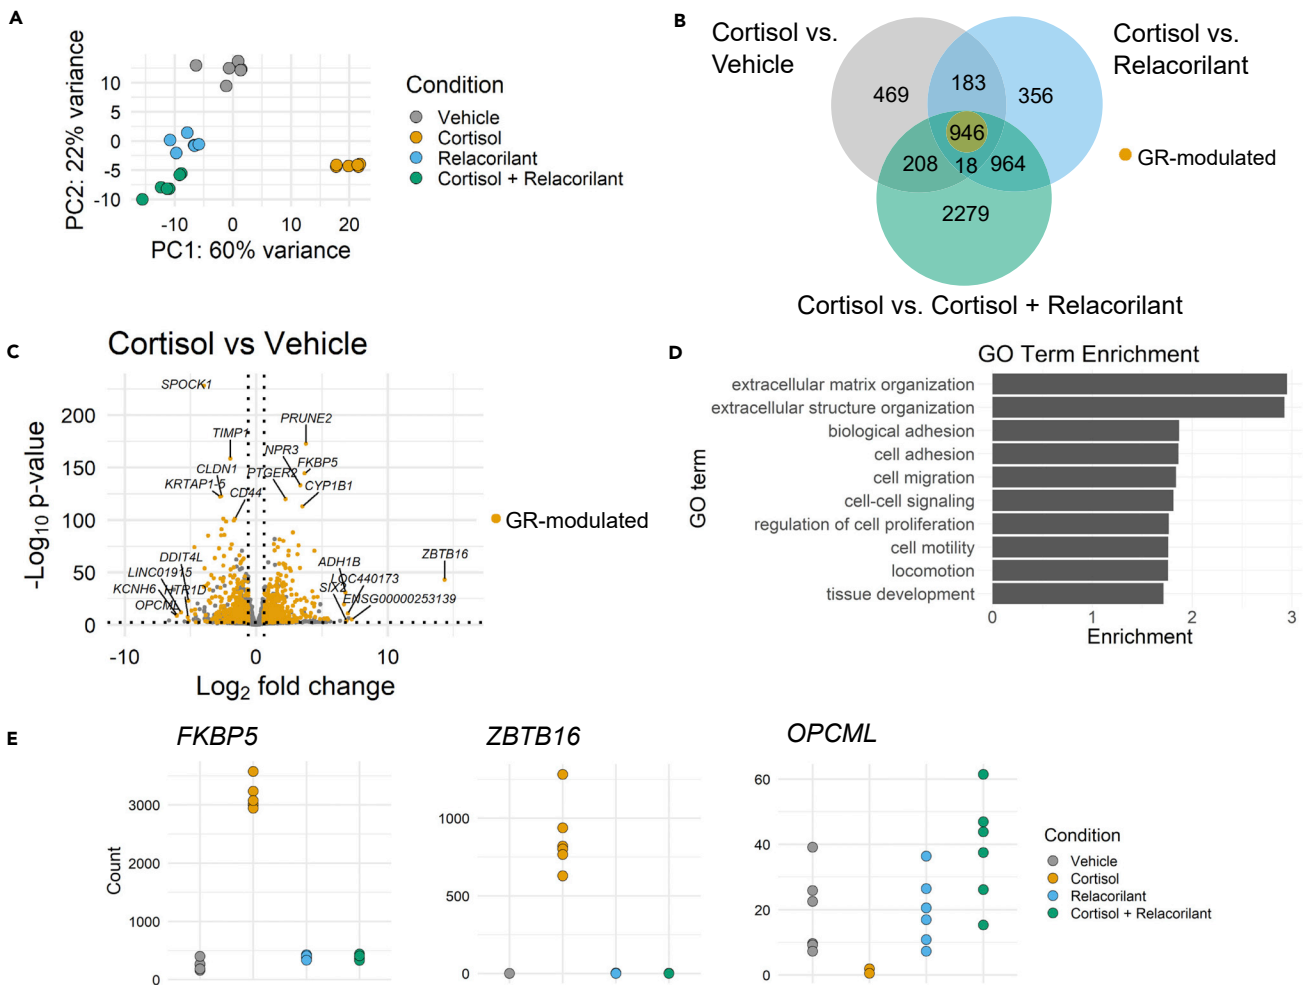 A
PC2: 22% variance
10
5
0
-5
-10
-10
0
10
20
PC1: 60% variance
Condition
Vehicle
Cortisol
Relacorilant
Cortisol + Relacorilant
B
Cortisol vs.
Vehicle
Cortisol vs.
Relacorilant
469
183
356
946
208
18
964
2279
GR-modulated
Cortisol vs. Cortisol + Relacorilant
C
Cortisol vs Vehicle
-Log10 p-value
200
150
100
50
0
-10
0
10
Log2 fold change
SPOCK1
PRUNE2
TIMP1
NPR3
FKBP5
CLDN1
PTGER2
KRTAP1-5
CD44
CYP1B1
DDIT4L
ADH1B
ZBTB16
LINC01915
LOC440173
KCNH6
HTR1D
SIX2
OPCML
ENSG00000253139
GR-modulated
D
GO Term Enrichment
GO term
extracellular matrix organization
extracellular structure organization
biological adhesion
cell adhesion
cell migration
cell-cell signaling
regulation of cell proliferation
cell motility
locomotion
tissue development
0
1
2
3
Enrichment
E
FKBP5
Count
3000
2000
1000
0
ZBTB16
1000
500
0
OPCML
60
40
20
0
Condition
Vehicle
Cortisol
Relacorilant
Cortisol + Relacorilant